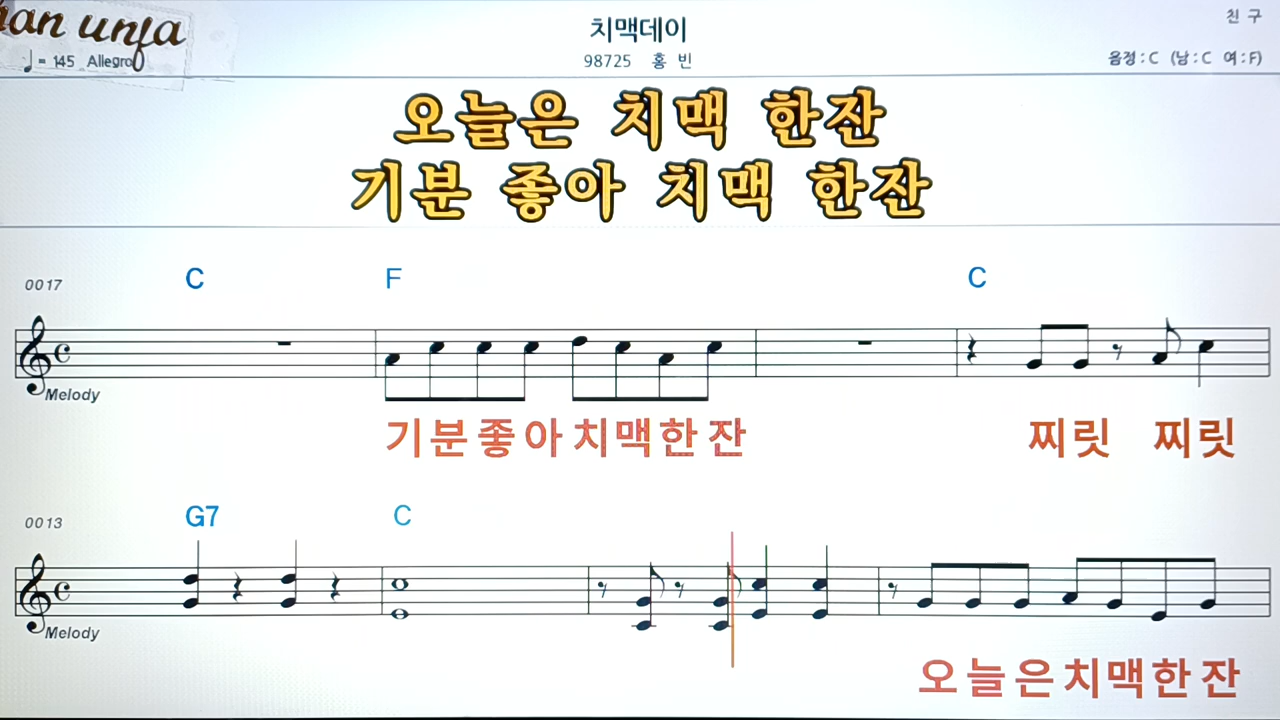 친 구
치맥데이
♩ = 145 Allegro
98725 홍 빈
음정 : C (남 : C 여 : F)
오늘은 치맥 한잔
기분 좋아 치맥 한잔
0017 C F C
Melody
기분좋아치맥한잔 찌릿 찌릿
0013 G7 C
Melody
오늘은치맥한잔